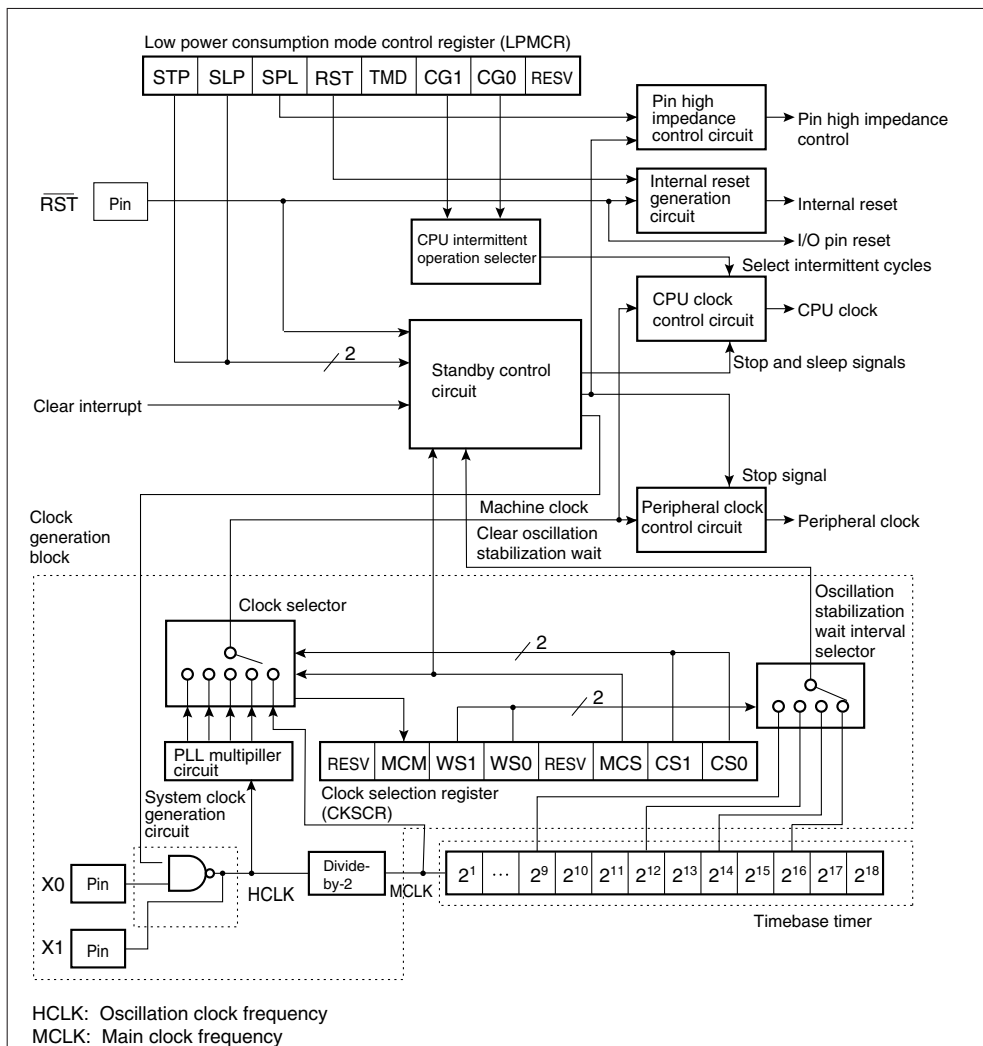 Low power consumption mode control register (LPMCR)
STP SLP SPL RST TMD CG1 CG0 RESV
Pin high
impedance
control circuit
Pin high impedance
control
RST
Pin
Internal reset
generation
circuit
Internal reset
I/O pin reset
CPU intermittent
operation selecter
Select intermittent cycles
CPU clock
control circuit
CPU clock
2
Standby control
circuit
Stop and sleep signals
Clear interrupt
Stop signal
Machine clock
Peripheral clock
control circuit
Peripheral clock
Clear oscillation
stabilization wait
Clock
generation
block
Clock selector
Oscillation
stabilization
wait interval
selector
2
2
PLL multipiller
circuit
RESV MCM WS1 WS0 RESV MCS CS1 CS0
Clock selection register
(CKSCR)
System clock
generation
circuit
X0
Pin
HCLK
Divide-
by-2
MCLK
2¹ ... 2⁹ 2¹⁰ 2¹¹ 2¹² 2¹³ 2¹⁴ 2¹⁵ 2¹⁶ 2¹⁷ 2¹⁸
Timebase timer
X1
Pin
HCLK: Oscillation clock frequency
MCLK: Main clock frequency